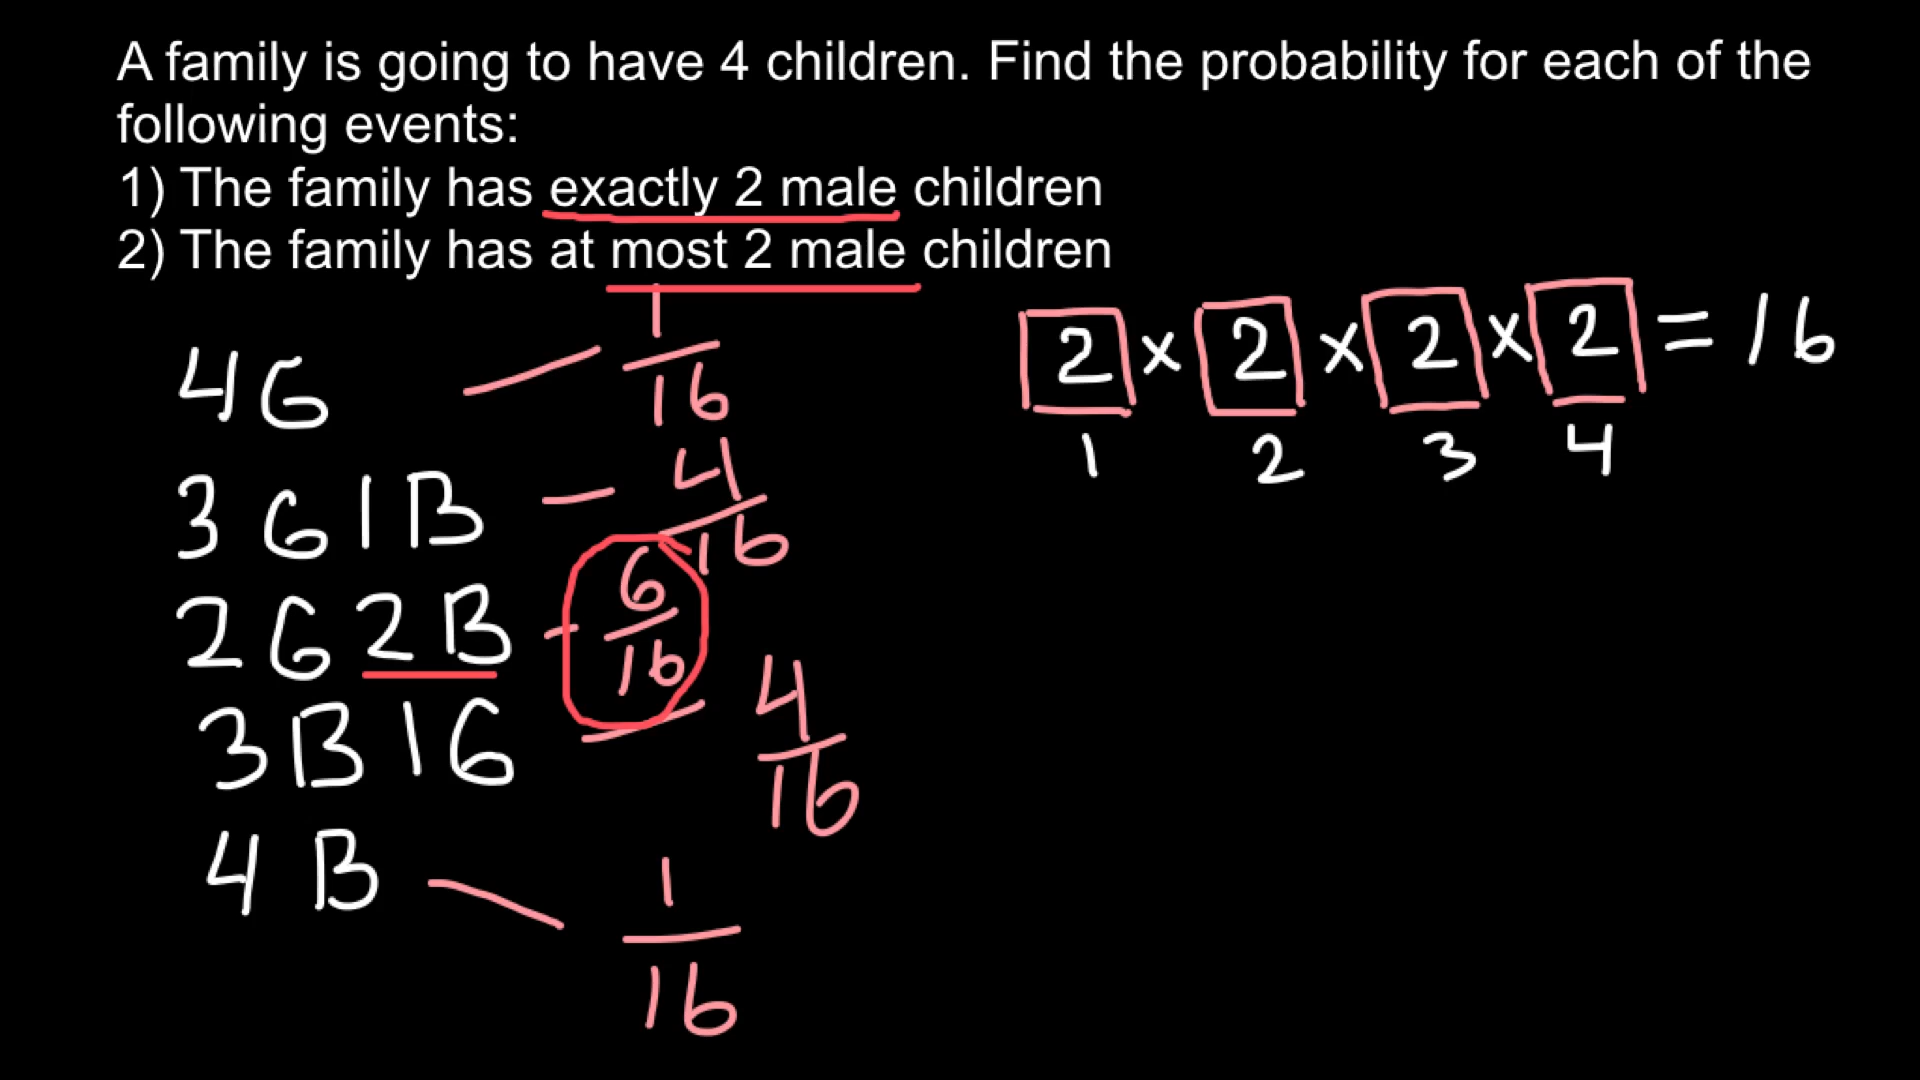 A family is going to have 4 children. Find the probability for each of the
following events:
1) The family has exactly 2 male children
2) The family has at most 2 male children
2 × 2 × 2 × 2 = 16
1 2 3 4
4G — 1/16
3G1B — 4/16
2G2B - 6/16
3B1G 4/16
4B — 1/16